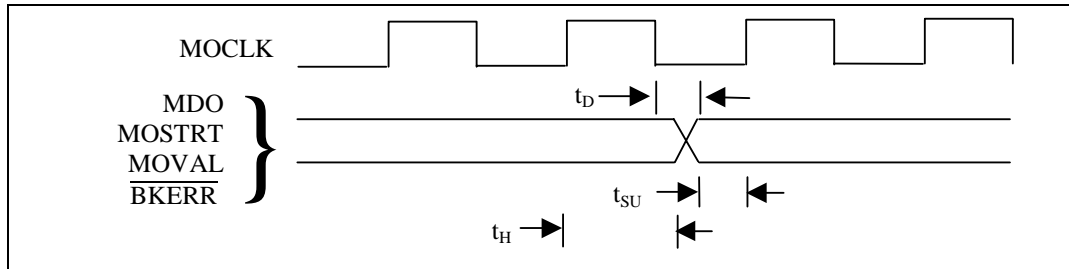 MOCLK
MDO
MOSTRT
MOVAL
BKERR
tD
tSU
tH